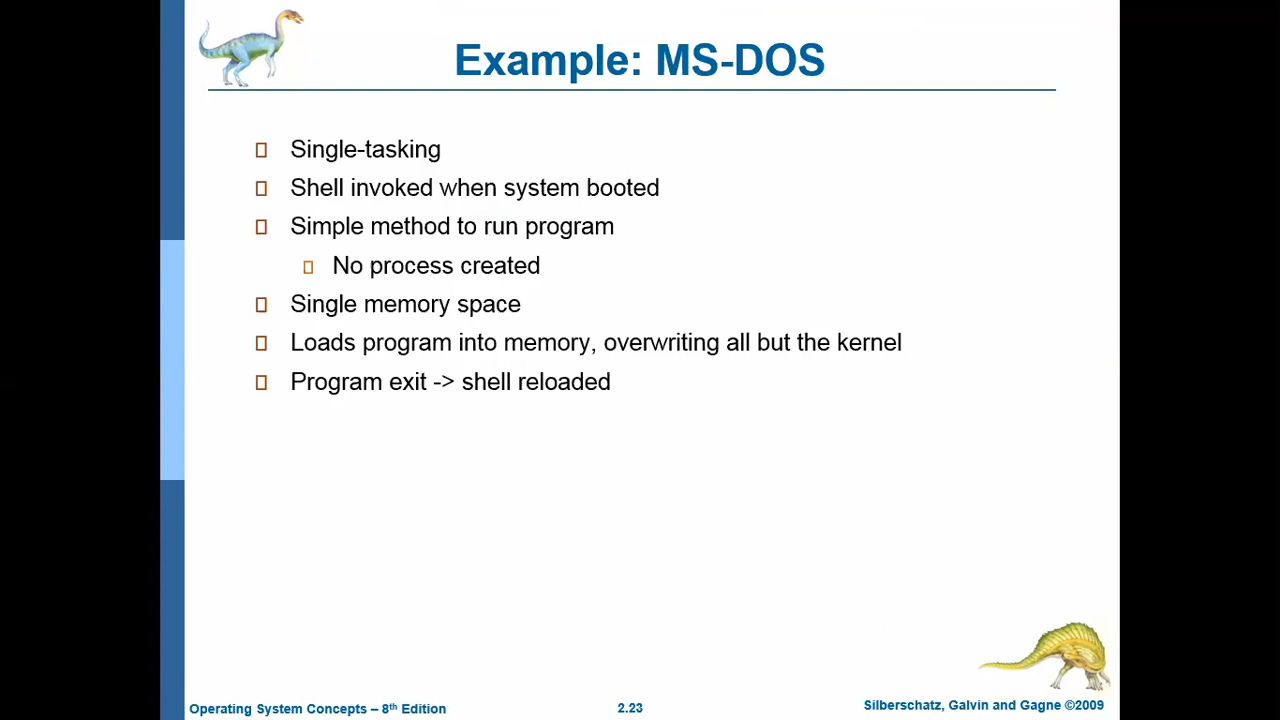 Example: MS-DOS
Single-tasking
Shell invoked when system booted
Simple method to run program
No process created
Single memory space
Loads program into memory, overwriting all but the kernel
Program exit -> shell reloaded
Operating System Concepts – 8th Edition
2.23
Silberschatz, Galvin and Gagne ©2009